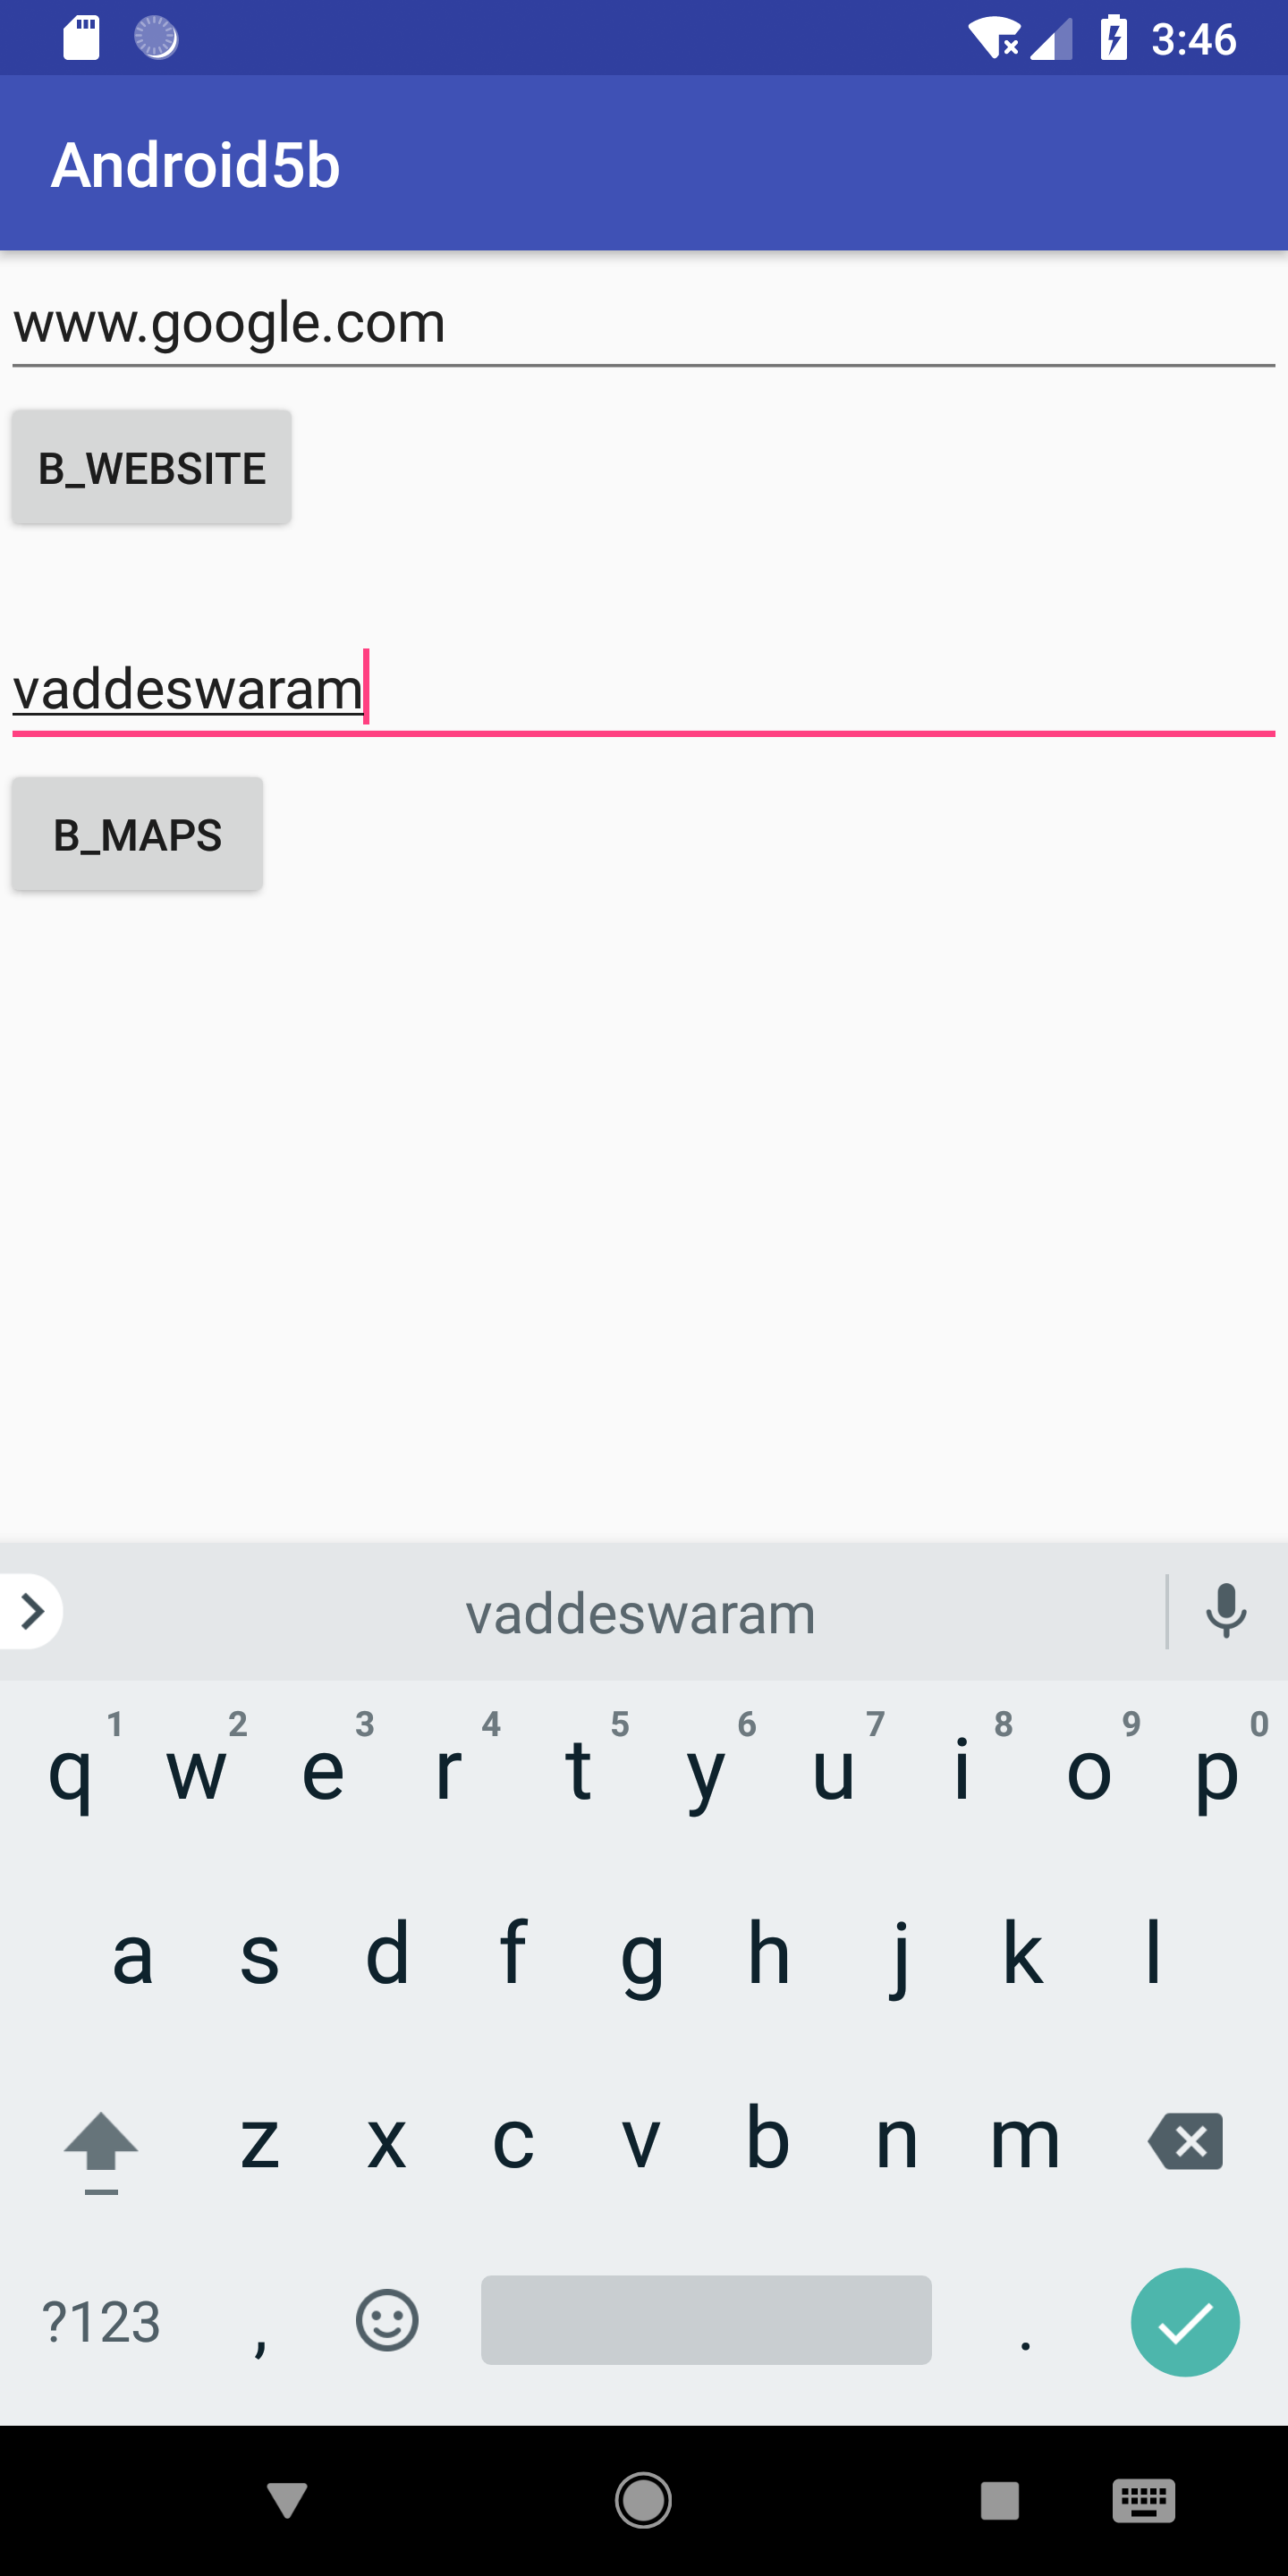 3:46
Android5b
www.google.com
B_WEBSITE
vaddeswaram
B_MAPS
vaddeswaram
1 2 3 4 5 6 7 8 9 0
q w e r t y u i o p
a s d f g h j k l
z x c v b n m
?123 , .